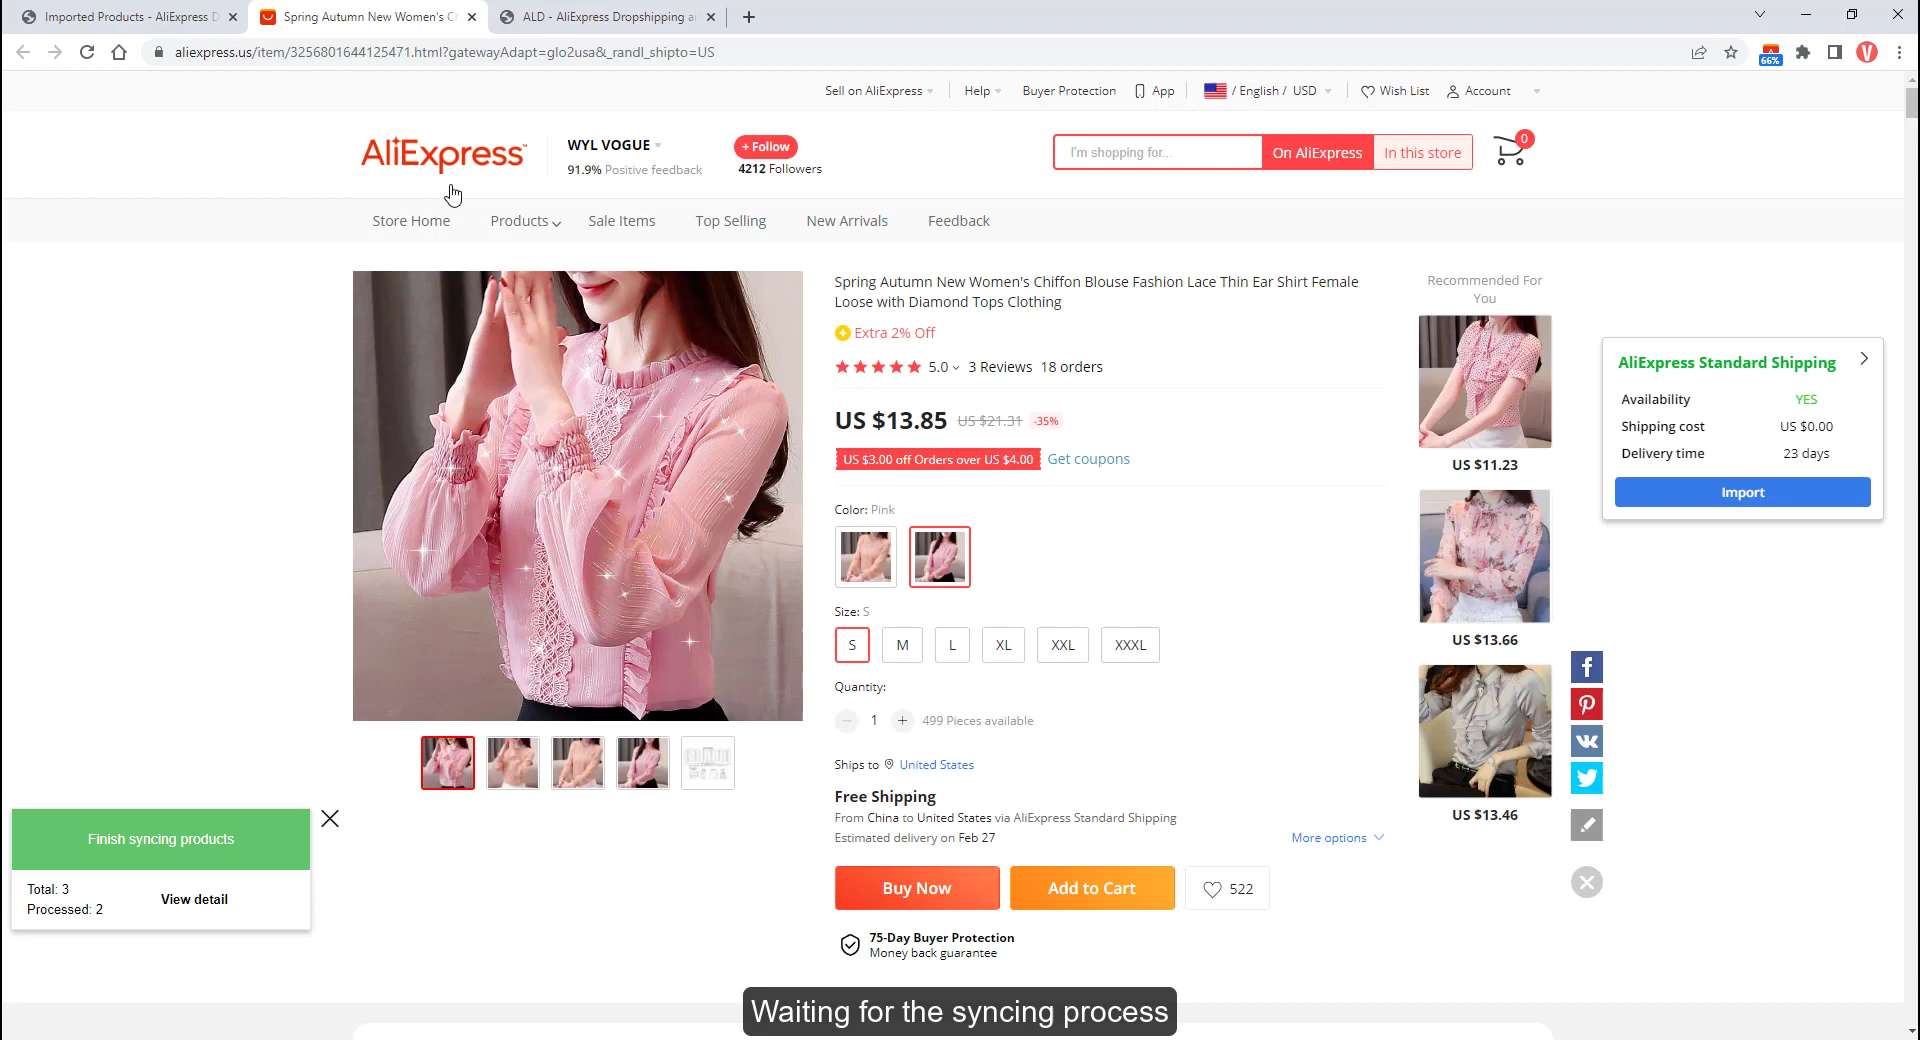 Imported Products - AliExpress D
Spring Autumn New Women's C
ALD - AliExpress Dropshipping a
aliexpress.us/item/3256801644125471.html?gatewayAdapt=glo2usa&_randl_shipto=US
66%
V
Sell on AliExpress
Help
Buyer Protection
App
/ English / USD
Wish List
Account
AliExpress
WYL VOGUE
91.9% Positive feedback
+ Follow
4212 Followers
I'm shopping for...
On AliExpress
In this store
0
Store Home
Products
Sale Items
Top Selling
New Arrivals
Feedback
Spring Autumn New Women's Chiffon Blouse Fashion Lace Thin Ear Shirt Female
Loose with Diamond Tops Clothing
Extra 2% Off
5.0 3 Reviews 18 orders
US $13.85 US $21.31 -35%
US $3.00 off Orders over US $4.00 Get coupons
Color: Pink
Size: S
S M L XL XXL XXXL
Quantity:
1 + 499 Pieces available
Ships to United States
Free Shipping
From China to United States via AliExpress Standard Shipping
Estimated delivery on Feb 27
More options
Buy Now
Add to Cart
522
75-Day Buyer Protection
Money back guarantee
Recommended For
You
US $11.23
US $13.66
US $13.46
AliExpress Standard Shipping
Availability YES
Shipping cost US $0.00
Delivery time 23 days
Import
Finish syncing products
Total: 3
Processed: 2
View detail
Waiting for the syncing process